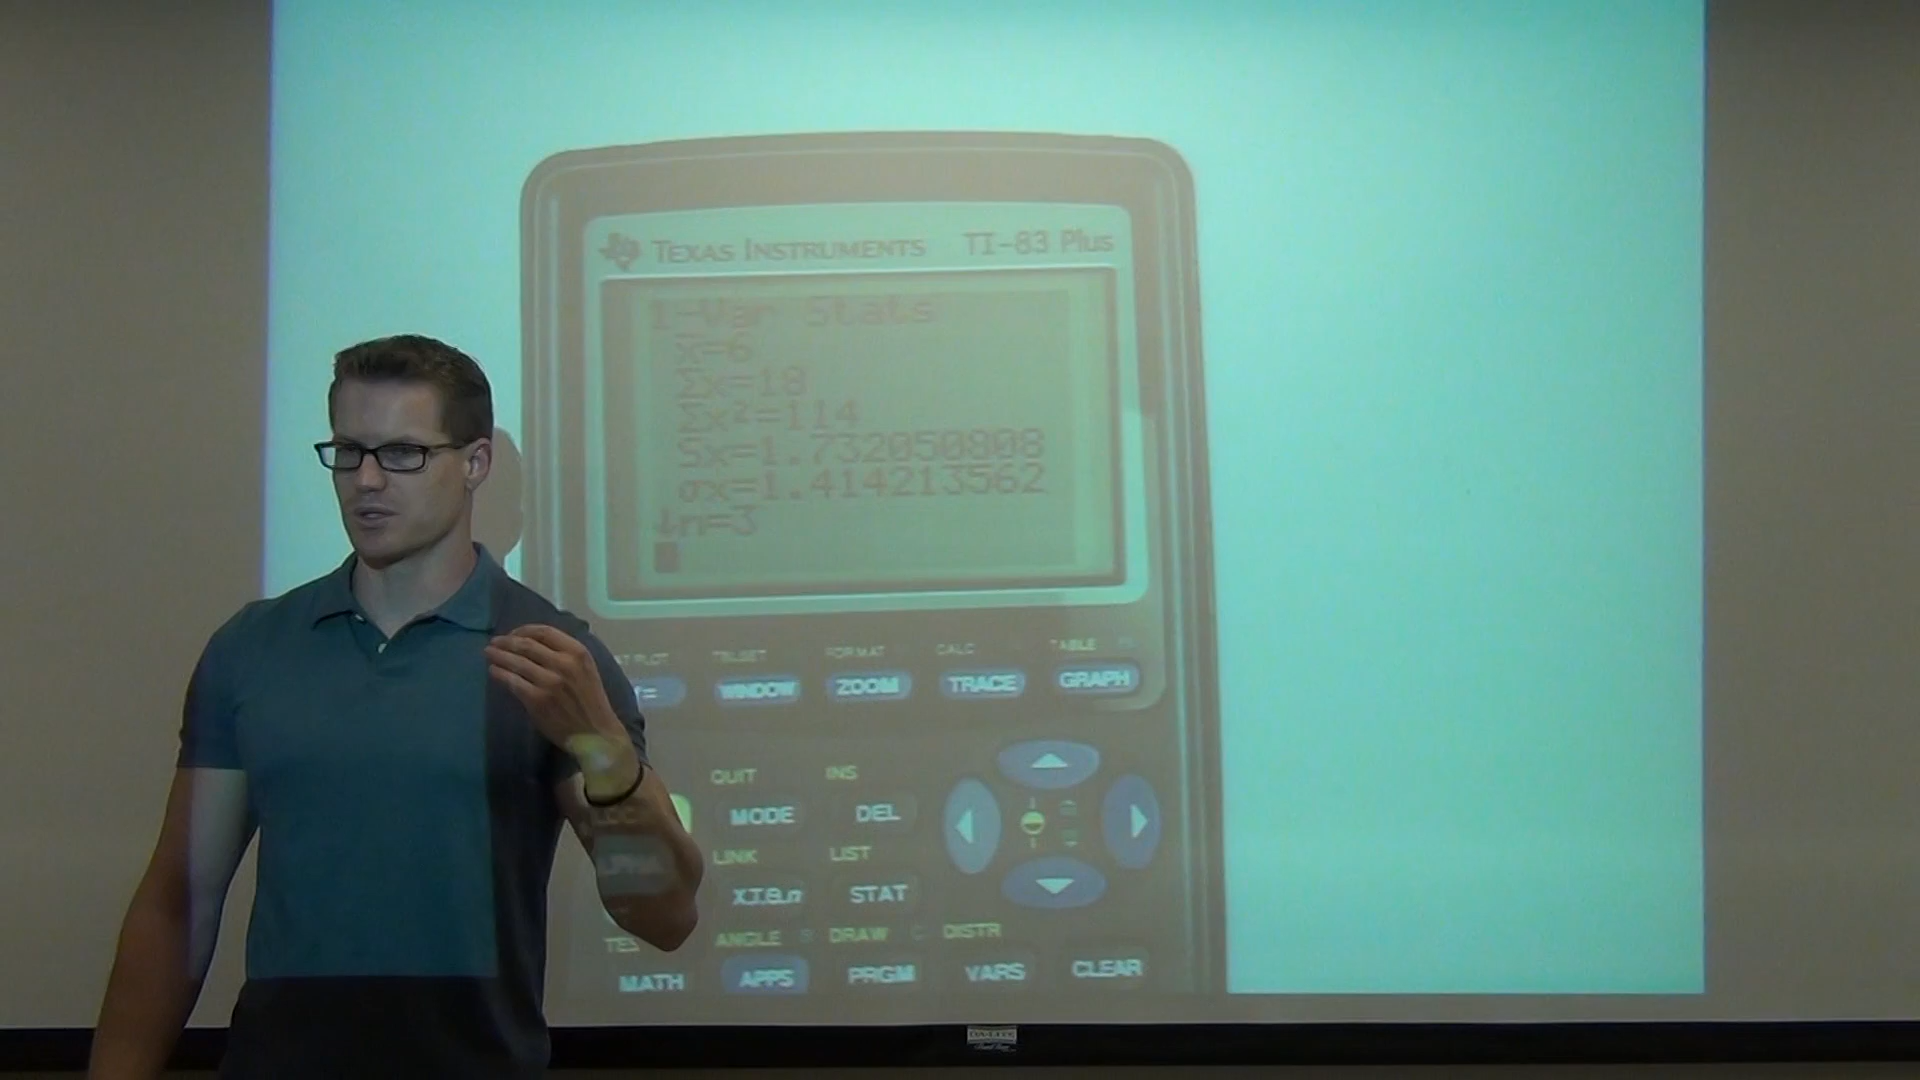 TEXAS INSTRUMENTS TI-83 Plus
1-Var Stats
x̄=6
Σx=18
Σx²=114
Sx=1.732050808
σx=1.414213562
↓n=3
TBLSET FORMAT CALC TABLE
WINDOW ZOOM TRACE GRAPH
QUIT INS
MODE DEL
LINK LIST
X,T,θ,n STAT
ANGLE B DRAW C DISTR
MATH APPS PRGM VARS CLEAR
DA-LITE